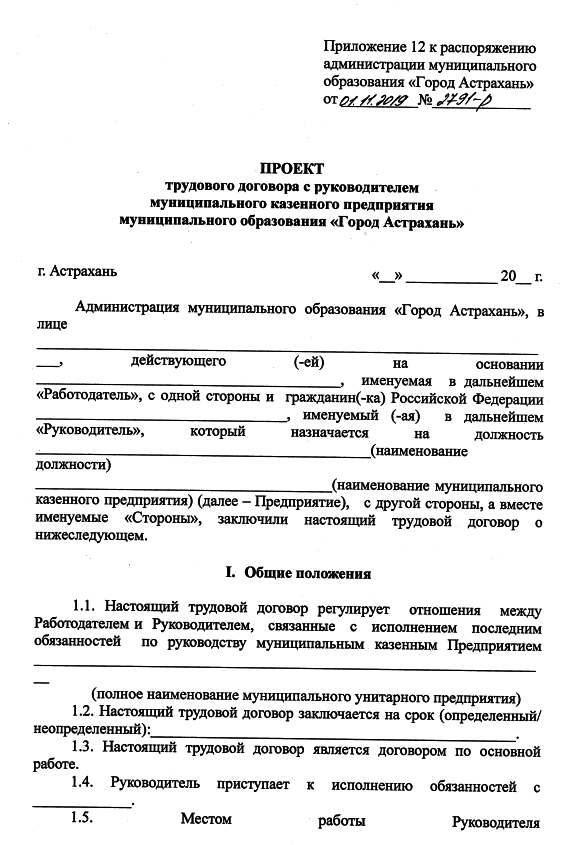 Приложение 12 к распоряжению
администрации муниципального
образования «Город Астрахань»
от 01.11.2019 № 2791-р
ПРОЕКТ
трудового договора с руководителем
муниципального казенного предприятия
муниципального образования «Город Астрахань»
г. Астрахань «__» ____________ 20__ г.
Администрация муниципального образования «Город Астрахань», в
лице
_______________________________________________________________
___, действующего (-ей) на основании
______________________________________, именуемая в дальнейшем
«Работодатель», с одной стороны и гражданин(-ка) Российской Федерации
________________________________, именуемый (-ая) в дальнейшем
«Руководитель», который назначается на должность
__________________________________________(наименование
должности)
_____________________________________(наименование муниципального
казенного предприятия) (далее – Предприятие), с другой стороны, а вместе
именуемые «Стороны», заключили настоящий трудовой договор о
нижеследующем.
I. Общие положения
1.1. Настоящий трудовой договор регулирует отношения между
Работодателем и Руководителем, связанные с исполнением последним
обязанностей по руководству муниципальным казенным Предприятием
_______________________________________________________________
__
(полное наименование муниципального унитарного предприятия)
1.2. Настоящий трудовой договор заключается на срок (определенный/
неопределенный):______________________________________________.
1.3. Настоящий трудовой договор является договором по основной
работе.
1.4. Руководитель приступает к исполнению обязанностей с
_____________.
1.5. Местом работы Руководителя